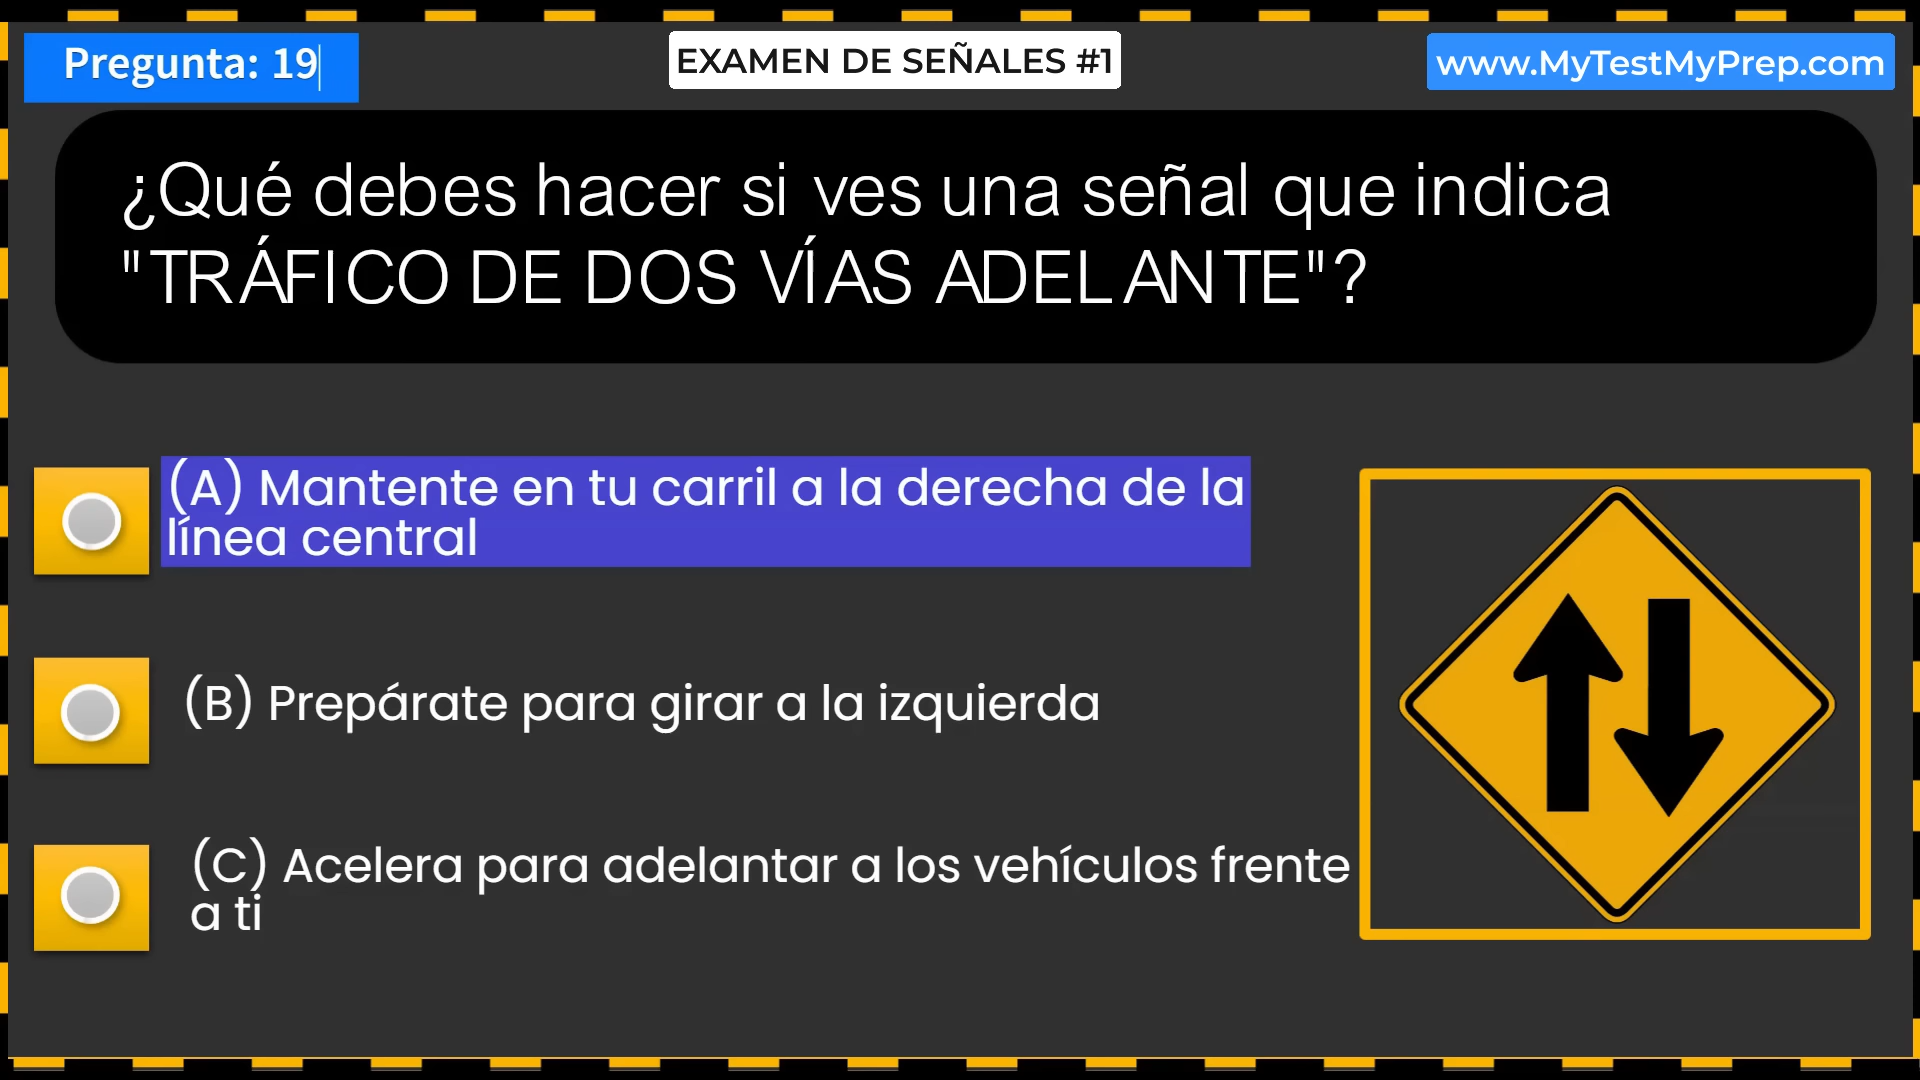 Pregunta: 19
EXAMEN DE SEÑALES #1
www.MyTestMyPrep.com
¿Qué debes hacer si ves una señal que indica
"TRÁFICO DE DOS VÍAS ADELANTE"?
(A) Mantente en tu carril a la derecha de la
línea central
(B) Prepárate para girar a la izquierda
(C) Acelera para adelantar a los vehículos frente
a ti